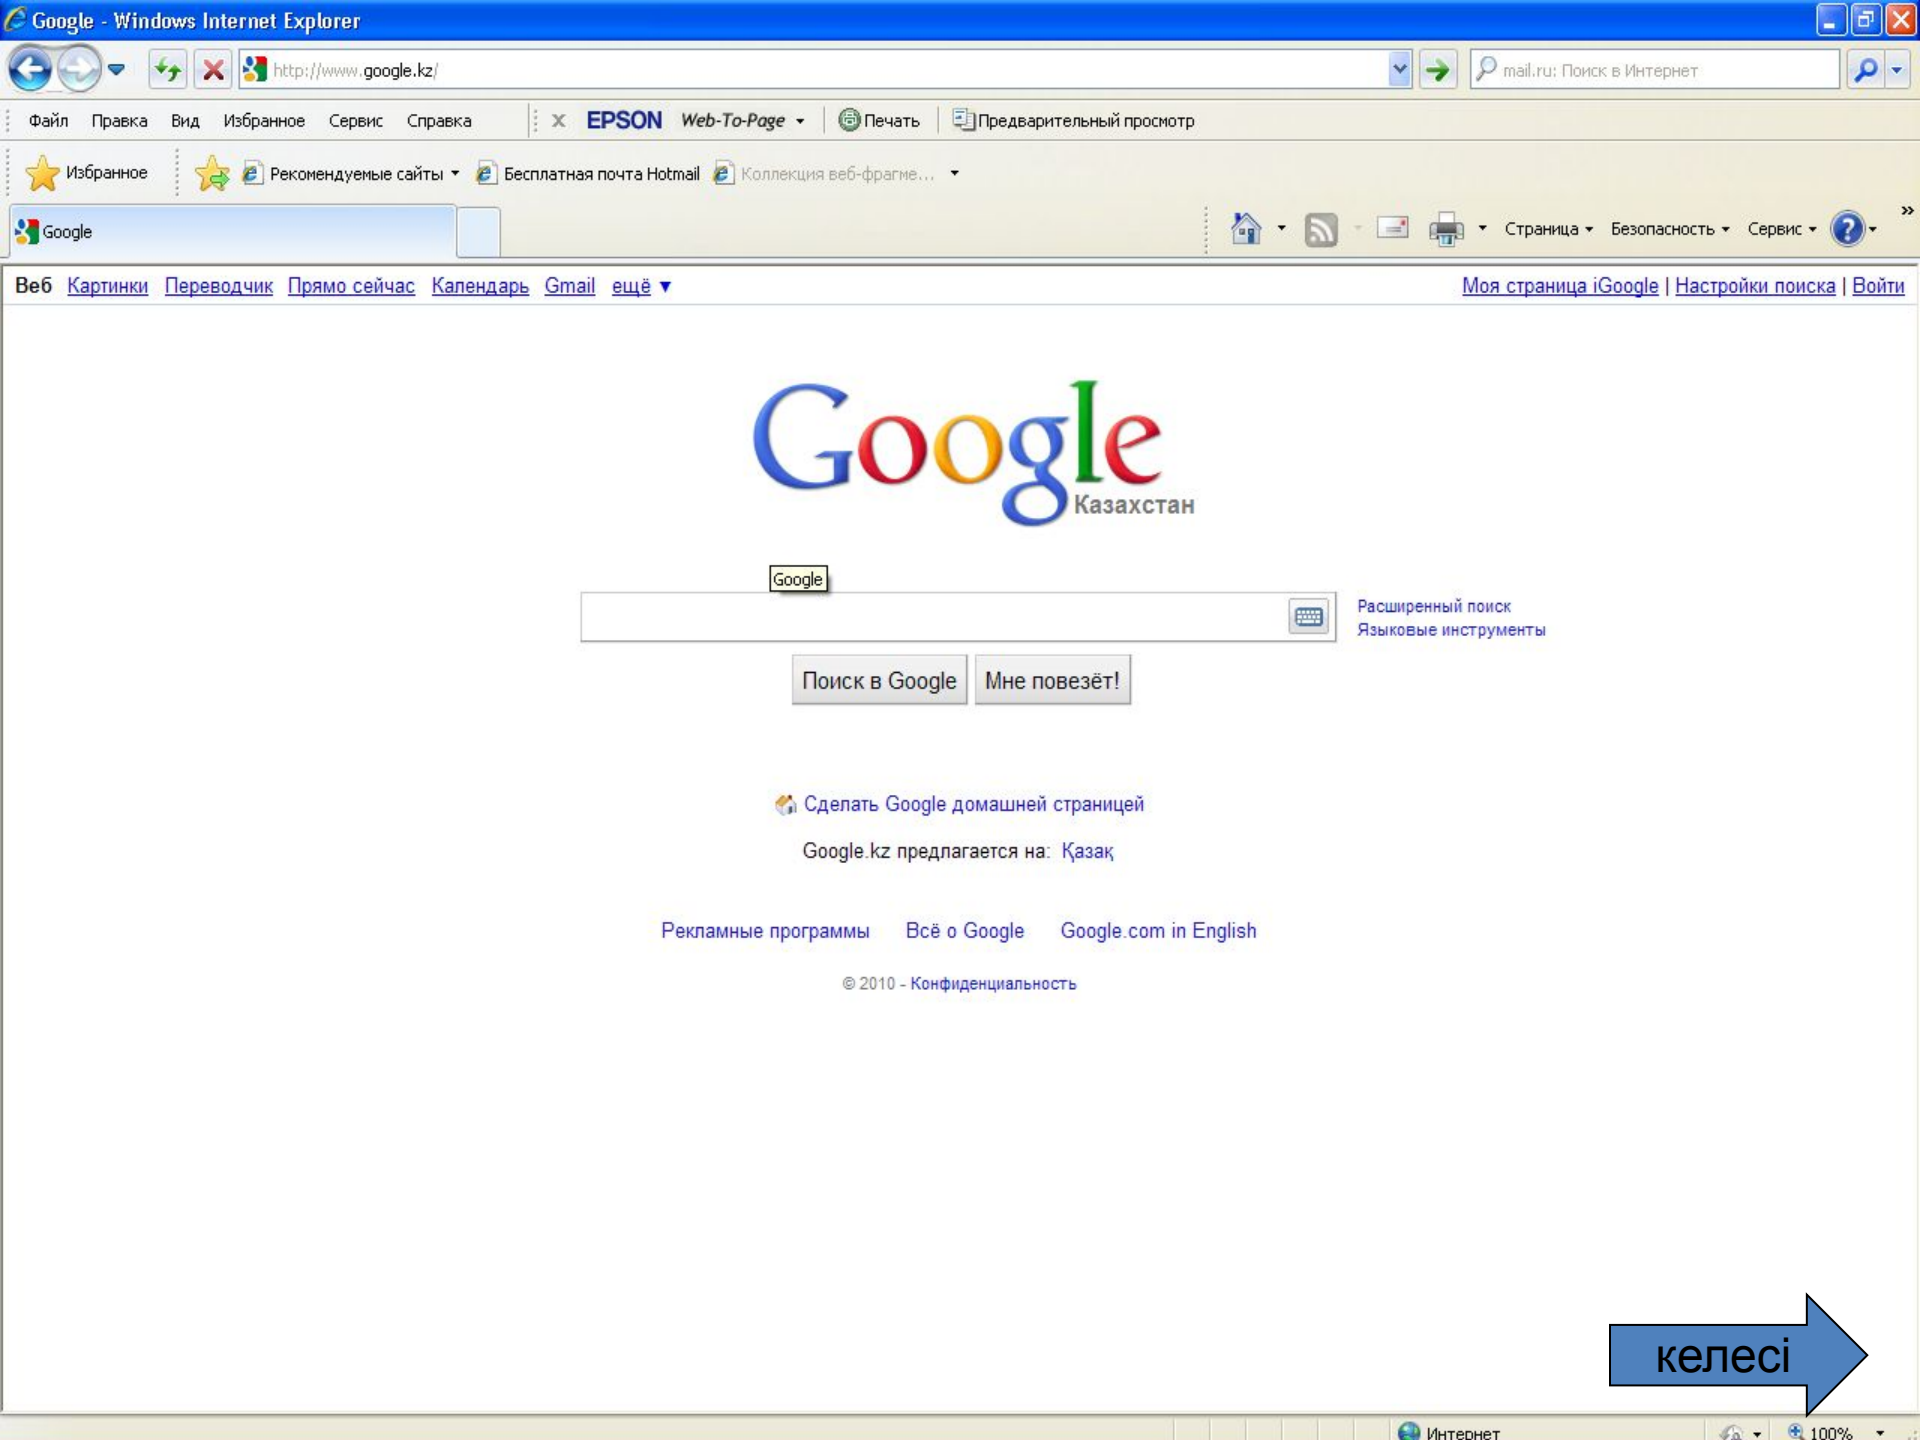 Google - Windows Internet Explorer
http://www.google.kz/
mail.ru: Поиск в Интернет
Файл Правка Вид Избранное Сервис Справка x EPSON Web-To-Page Печать Предварительный просмотр
Избранное Рекомендуемые сайты Бесплатная почта Hotmail Коллекция веб-фрагме...
Google Страница Безопасность Сервис »
Веб Картинки Переводчик Прямо сейчас Календарь Gmail ещё ▼ Моя страница iGoogle | Настройки поиска | Войти
Google
Казахстан
Google
Расширенный поиск
Языковые инструменты
Поиск в Google Мне повезёт!
Сделать Google домашней страницей
Google.kz предлагается на: Қазақ
Рекламные программы Всё о Google Google.com in English
© 2010 - Конфиденциальность
келесі
Интернет 100%